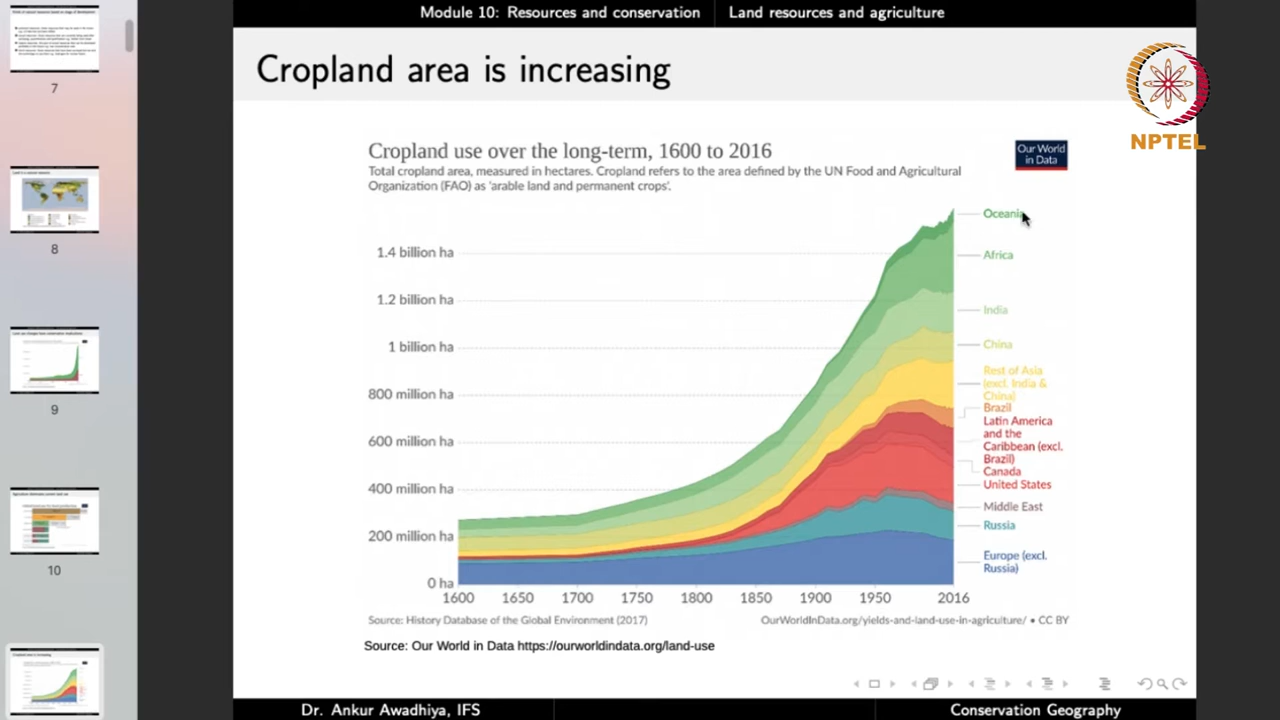 Module 10: Resources and conservation
Land resources and agriculture
Cropland area is increasing
NPTEL
Cropland use over the long-term, 1600 to 2016
Our World
in Data
Total cropland area, measured in hectares. Cropland refers to the area defined by the UN Food and Agricultural
Organization (FAO) as 'arable land and permanent crops'.
1.4 billion ha
1.2 billion ha
1 billion ha
800 million ha
600 million ha
400 million ha
200 million ha
0 ha
1600
1650
1700
1750
1800
1850
1900
1950
2016
Oceania
Africa
India
China
Rest of Asia
(excl. India &
China)
Brazil
Latin America
and the
Caribbean (excl.
Brazil)
Canada
United States
Middle East
Russia
Europe (excl.
Russia)
Source: History Database of the Global Environment (2017)
OurWorldInData.org/yields-and-land-use-in-agriculture/ • CC BY
Source: Our World in Data https://ourworldindata.org/land-use
Dr. Ankur Awadhiya, IFS
Conservation Geography
7
8
9
10